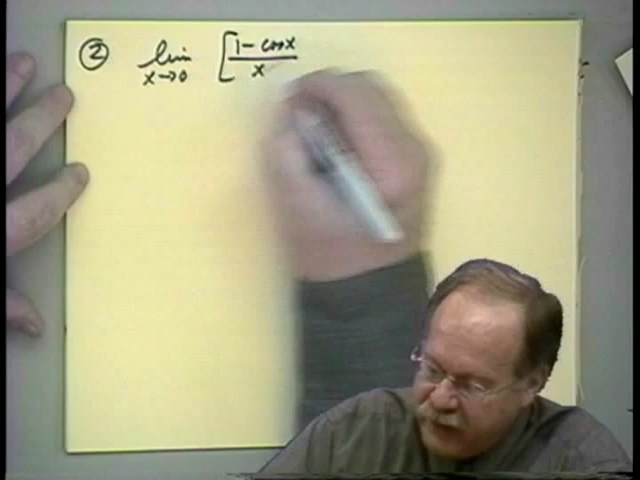 ② lim x→0 [ 1 - cos x / x